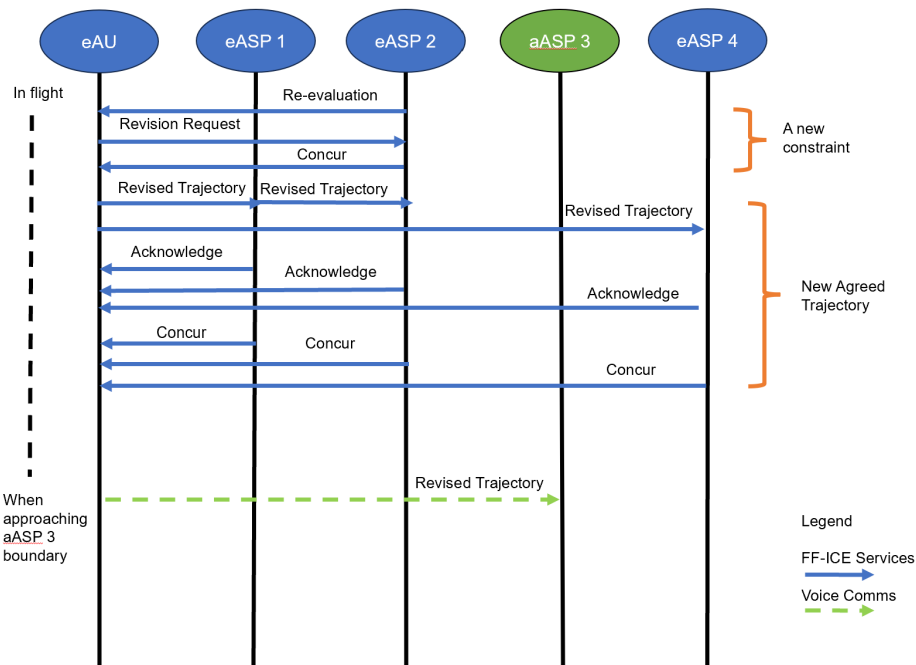 eAU
eASP 1
eASP 2
aASP 3
eASP 4
In flight
Re-evaluation
Revision Request
Concur
A new
constraint
Revised Trajectory
Revised Trajectory
Revised Trajectory
Acknowledge
Acknowledge
Acknowledge
New Agreed
Trajectory
Concur
Concur
Concur
When
approaching
aASP 3
boundary
Revised Trajectory
Legend
FF-ICE Services
Voice Comms